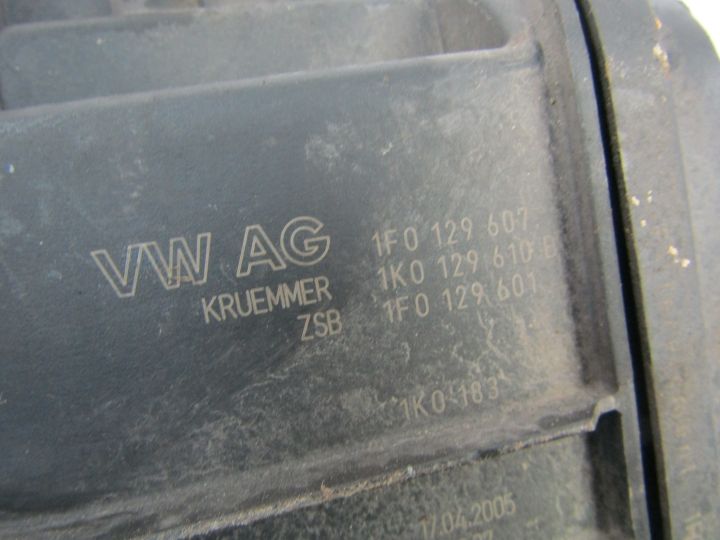 VW AG 1F0 129 607
KRUEMMER 1K0 129 610 E
ZSB 1F0 129 601
1K0 183
17.04.2005